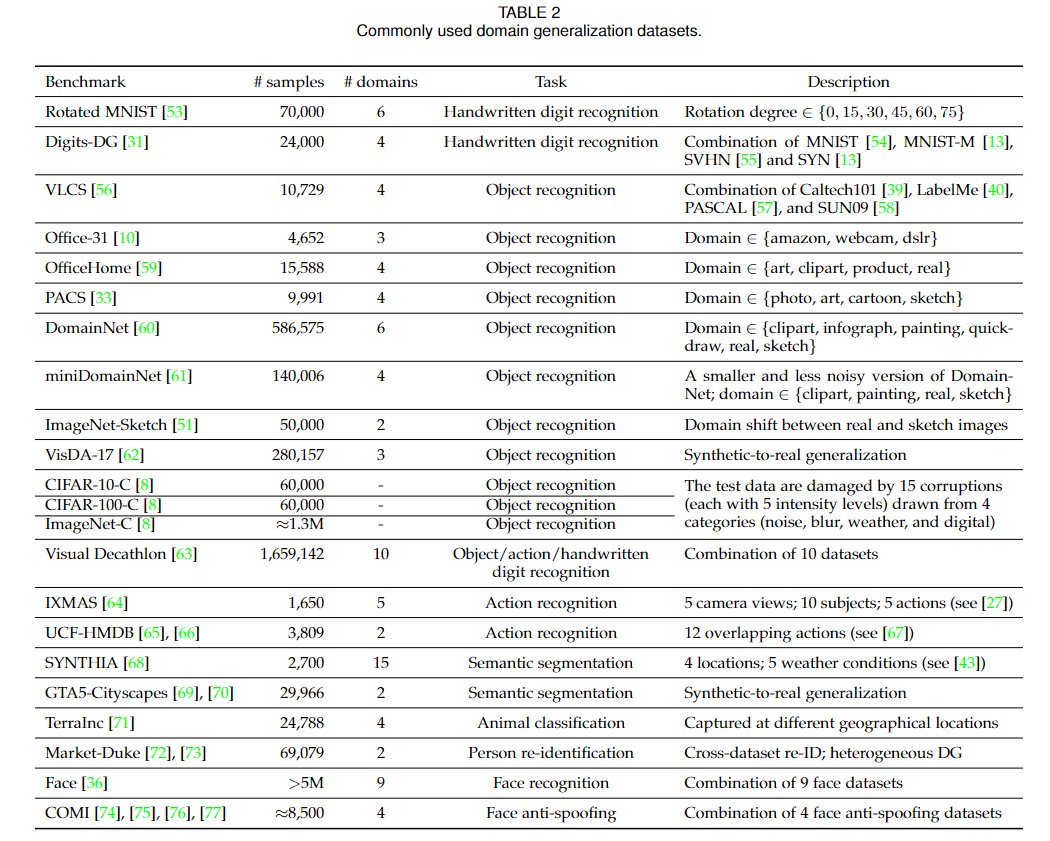 TABLE 2
Commonly used domain generalization datasets.
Benchmark # samples # domains Task Description
Rotated MNIST [53] 70,000 6 Handwritten digit recognition Rotation degree ∈ {0, 15, 30, 45, 60, 75}
Digits-DG [31] 24,000 4 Handwritten digit recognition Combination of MNIST [54], MNIST-M [13],
SVHN [55] and SYN [13]
VLCS [56] 10,729 4 Object recognition Combination of Caltech101 [39], LabelMe [40],
PASCAL [57], and SUN09 [58]
Office-31 [10] 4,652 3 Object recognition Domain ∈ {amazon, webcam, dslr}
OfficeHome [59] 15,588 4 Object recognition Domain ∈ {art, clipart, product, real}
PACS [33] 9,991 4 Object recognition Domain ∈ {photo, art, cartoon, sketch}
DomainNet [60] 586,575 6 Object recognition Domain ∈ {clipart, infograph, painting, quick-
draw, real, sketch}
miniDomainNet [61] 140,006 4 Object recognition A smaller and less noisy version of Domain-
Net; domain ∈ {clipart, painting, real, sketch}
ImageNet-Sketch [51] 50,000 2 Object recognition Domain shift between real and sketch images
VisDA-17 [62] 280,157 3 Object recognition Synthetic-to-real generalization
CIFAR-10-C [8] 60,000 - Object recognition The test data are damaged by 15 corruptions
CIFAR-100-C [8] 60,000 - Object recognition (each with 5 intensity levels) drawn from 4
ImageNet-C [8] ≈1.3M - Object recognition categories (noise, blur, weather, and digital)
Visual Decathlon [63] 1,659,142 10 Object/action/handwritten Combination of 10 datasets
digit recognition
IXMAS [64] 1,650 5 Action recognition 5 camera views; 10 subjects; 5 actions (see [27])
UCF-HMDB [65], [66] 3,809 2 Action recognition 12 overlapping actions (see [67])
SYNTHIA [68] 2,700 15 Semantic segmentation 4 locations; 5 weather conditions (see [43])
GTA5-Cityscapes [69], [70] 29,966 2 Semantic segmentation Synthetic-to-real generalization
TerraInc [71] 24,788 4 Animal classification Captured at different geographical locations
Market-Duke [72], [73] 69,079 2 Person re-identification Cross-dataset re-ID; heterogeneous DG
Face [36] >5M 9 Face recognition Combination of 9 face datasets
COMI [74], [75], [76], [77] ≈8,500 4 Face anti-spoofing Combination of 4 face anti-spoofing datasets